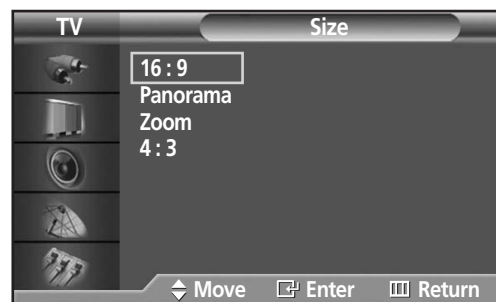 TV Size
16 : 9
Panorama
Zoom
4 : 3
Move Enter Return